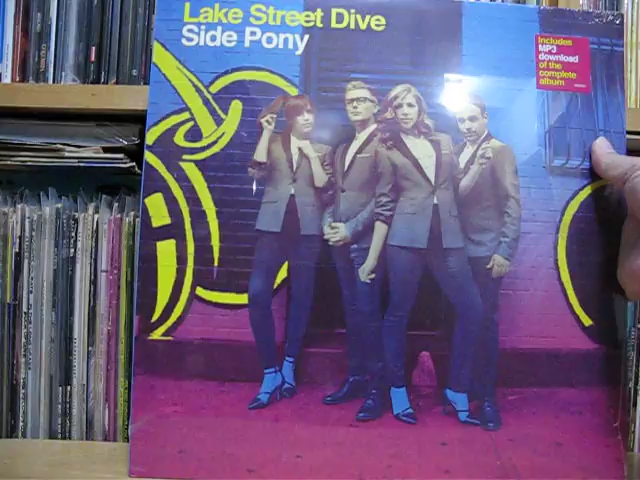 Lake Street Dive
Side Pony
Includes
MP3
download
of the
complete
album